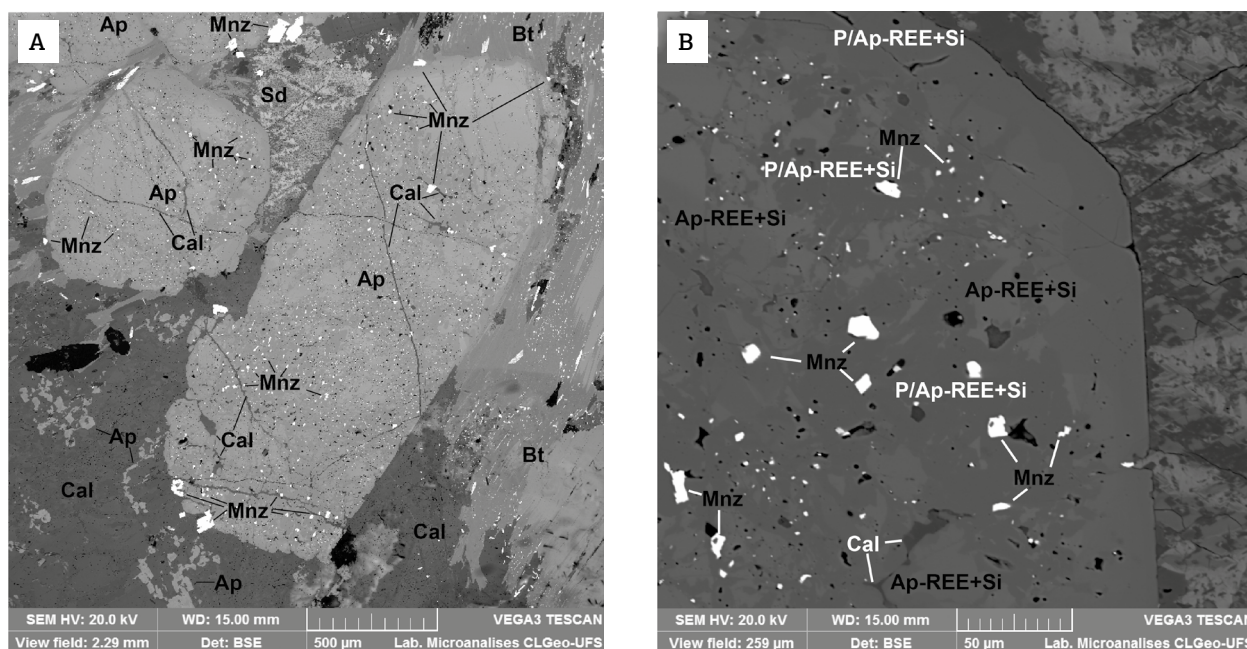 A
Ap
Mnz
Bt
Sd
Mnz
Mnz
Ap
Cal
Mnz
Cal
Ap
Mnz
Cal
Ap
Cal
Bt
Mnz
Cal
Ap
SEM HV: 20.0 kV WD: 15.00 mm VEGA3 TESCAN
View field: 2.29 mm Det: BSE 500 µm Lab. Microanalises CLGeo-UFS
B
P/Ap-REE+Si
Mnz
P/Ap-REE+Si
Ap-REE+Si
Ap-REE+Si
Mnz
P/Ap-REE+Si
Mnz
Mnz
Cal
Ap-REE+Si
SEM HV: 20.0 kV WD: 15.00 mm VEGA3 TESCAN
View field: 259 µm Det: BSE 50 µm Lab. Microanalises CLGeo-UFS